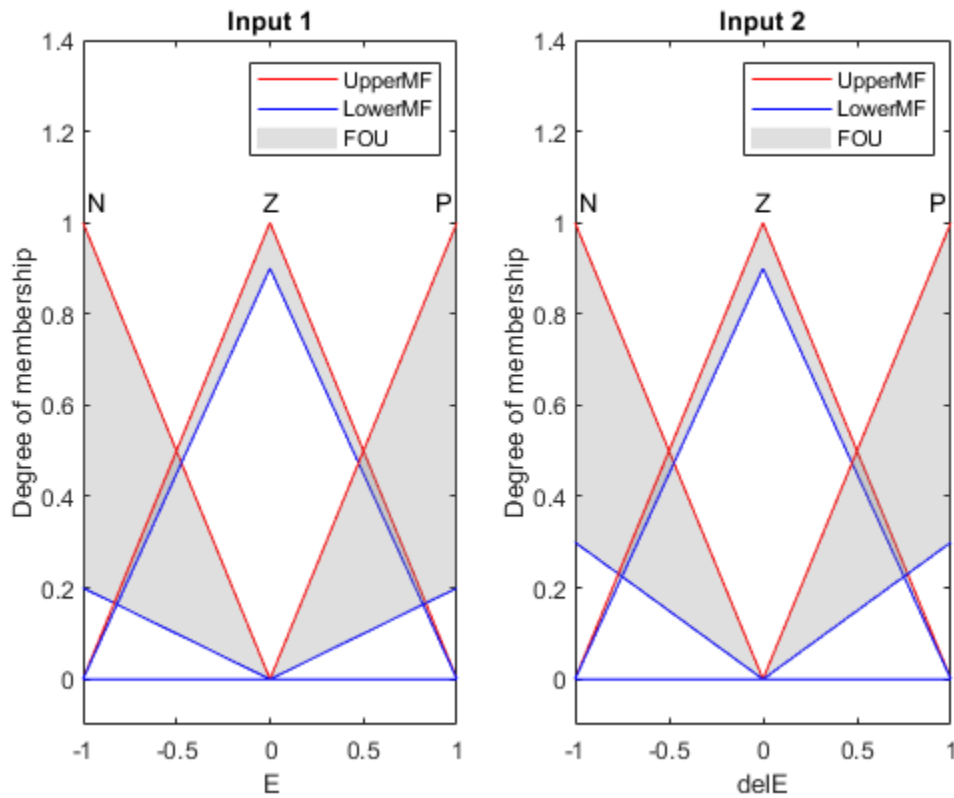 Input 1
1.4
1.2
1
0.8
0.6
0.4
0.2
0
Degree of membership
UpperMF
LowerMF
FOU
N
Z
P
-1
-0.5
0
0.5
1
E
Input 2
1.4
1.2
1
0.8
0.6
0.4
0.2
0
Degree of membership
UpperMF
LowerMF
FOU
N
Z
P
-1
-0.5
0
0.5
1
delE